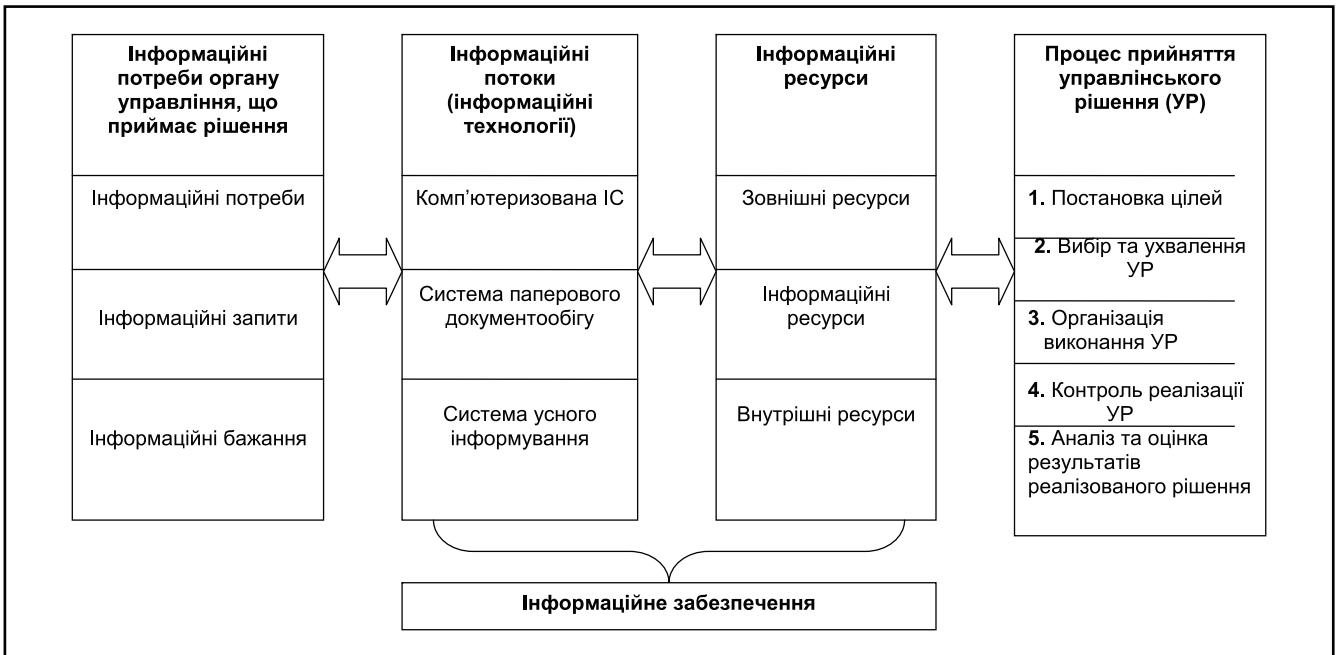 Інформаційні
потреби органу
управління, що
приймає рішення
Інформаційні потреби
Інформаційні запити
Інформаційні бажання
Інформаційні
потоки
(інформаційні
технології)
Комп’ютеризована ІС
Система паперового
документообігу
Система усного
інформування
Інформаційні
ресурси
Зовнішні ресурси
Інформаційні
ресурси
Внутрішні ресурси
Процес прийняття
управлінського
рішення (УР)
1. Постановка цілей
2. Вибір та ухвалення
УР
3. Організація
виконання УР
4. Контроль реалізації
УР
5. Аналіз та оцінка
результатів
реалізованого рішення
Інформаційне забезпечення